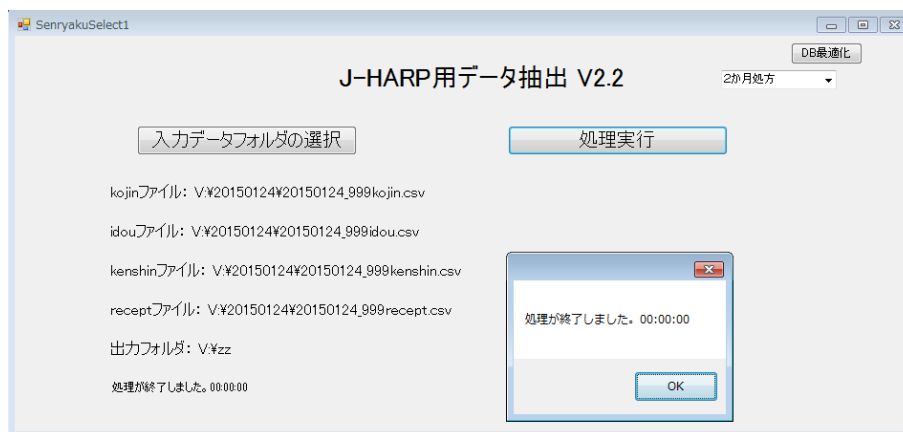 SenryakuSelect1
DB最適化
J-HARP用データ抽出 V2.2
2か月処方
入力データフォルダの選択
処理実行
kojinファイル: V:¥20150124¥20150124_999kojin.csv
idouファイル: V:¥20150124¥20150124_999idou.csv
kenshinファイル: V:¥20150124¥20150124_999kenshin.csv
receptファイル: V:¥20150124¥20150124_999recept.csv
出力フォルダ: V:¥zz
処理が終了しました。00:00:00
処理が終了しました。00:00:00
OK